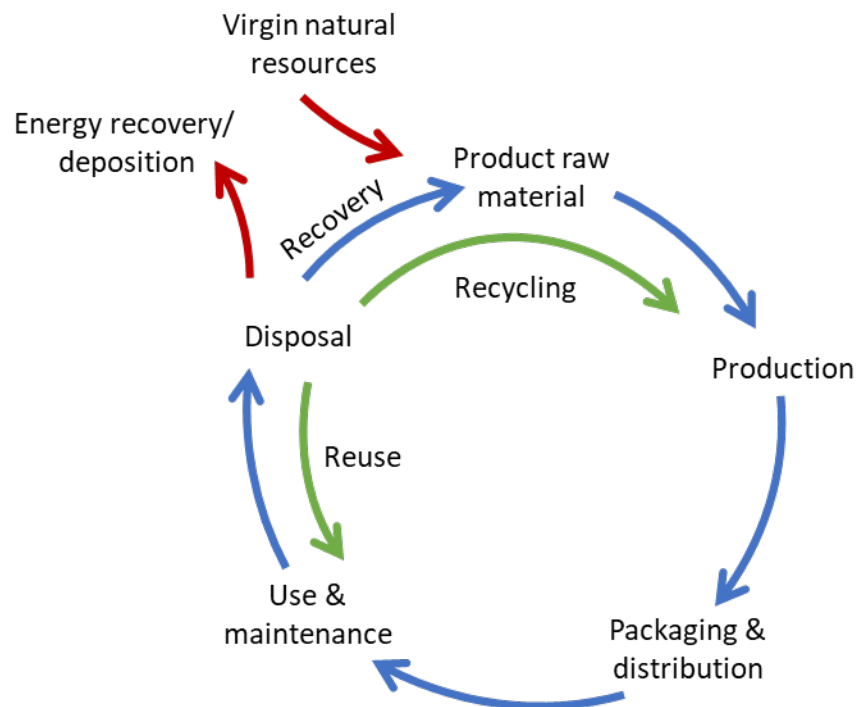 Virgin natural
resources
Energy recovery/
deposition
Product raw
material
Recovery
Recycling
Disposal
Production
Reuse
Use &
maintenance
Packaging &
distribution